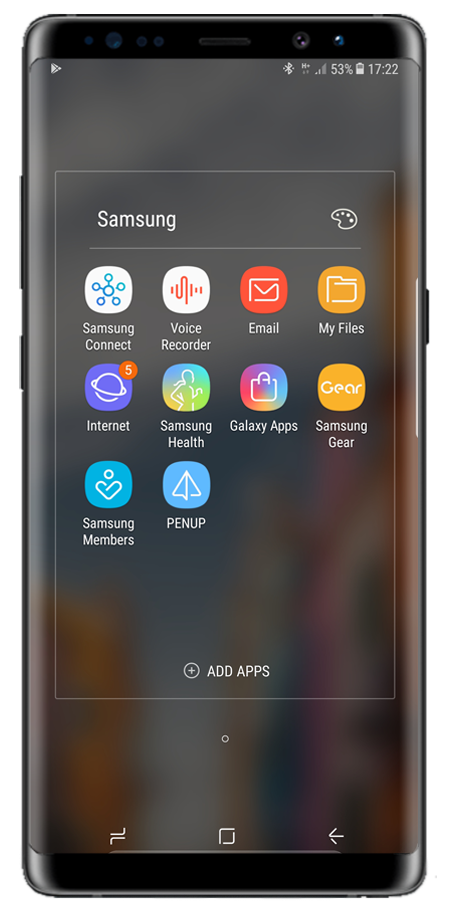 H+ 53% 17:22
Samsung
Samsung Connect
Voice Recorder
Email
My Files
5
Gear
Internet
Samsung Health
Galaxy Apps
Samsung Gear
Samsung Members
PENUP
ADD APPS